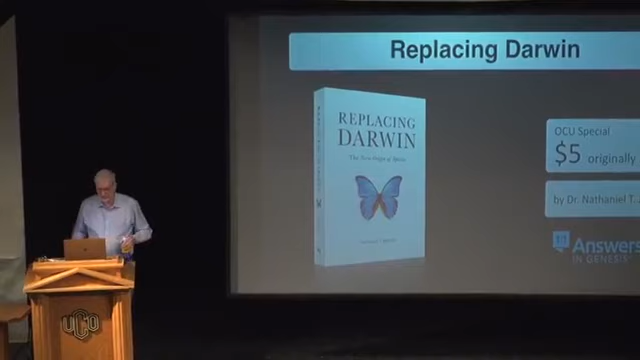 Replacing Darwin
REPLACING
DARWIN
The New Origin of Species
OCU Special
$5 originally
by Dr. Nathaniel T.
Answers
IN GENESIS
UCO